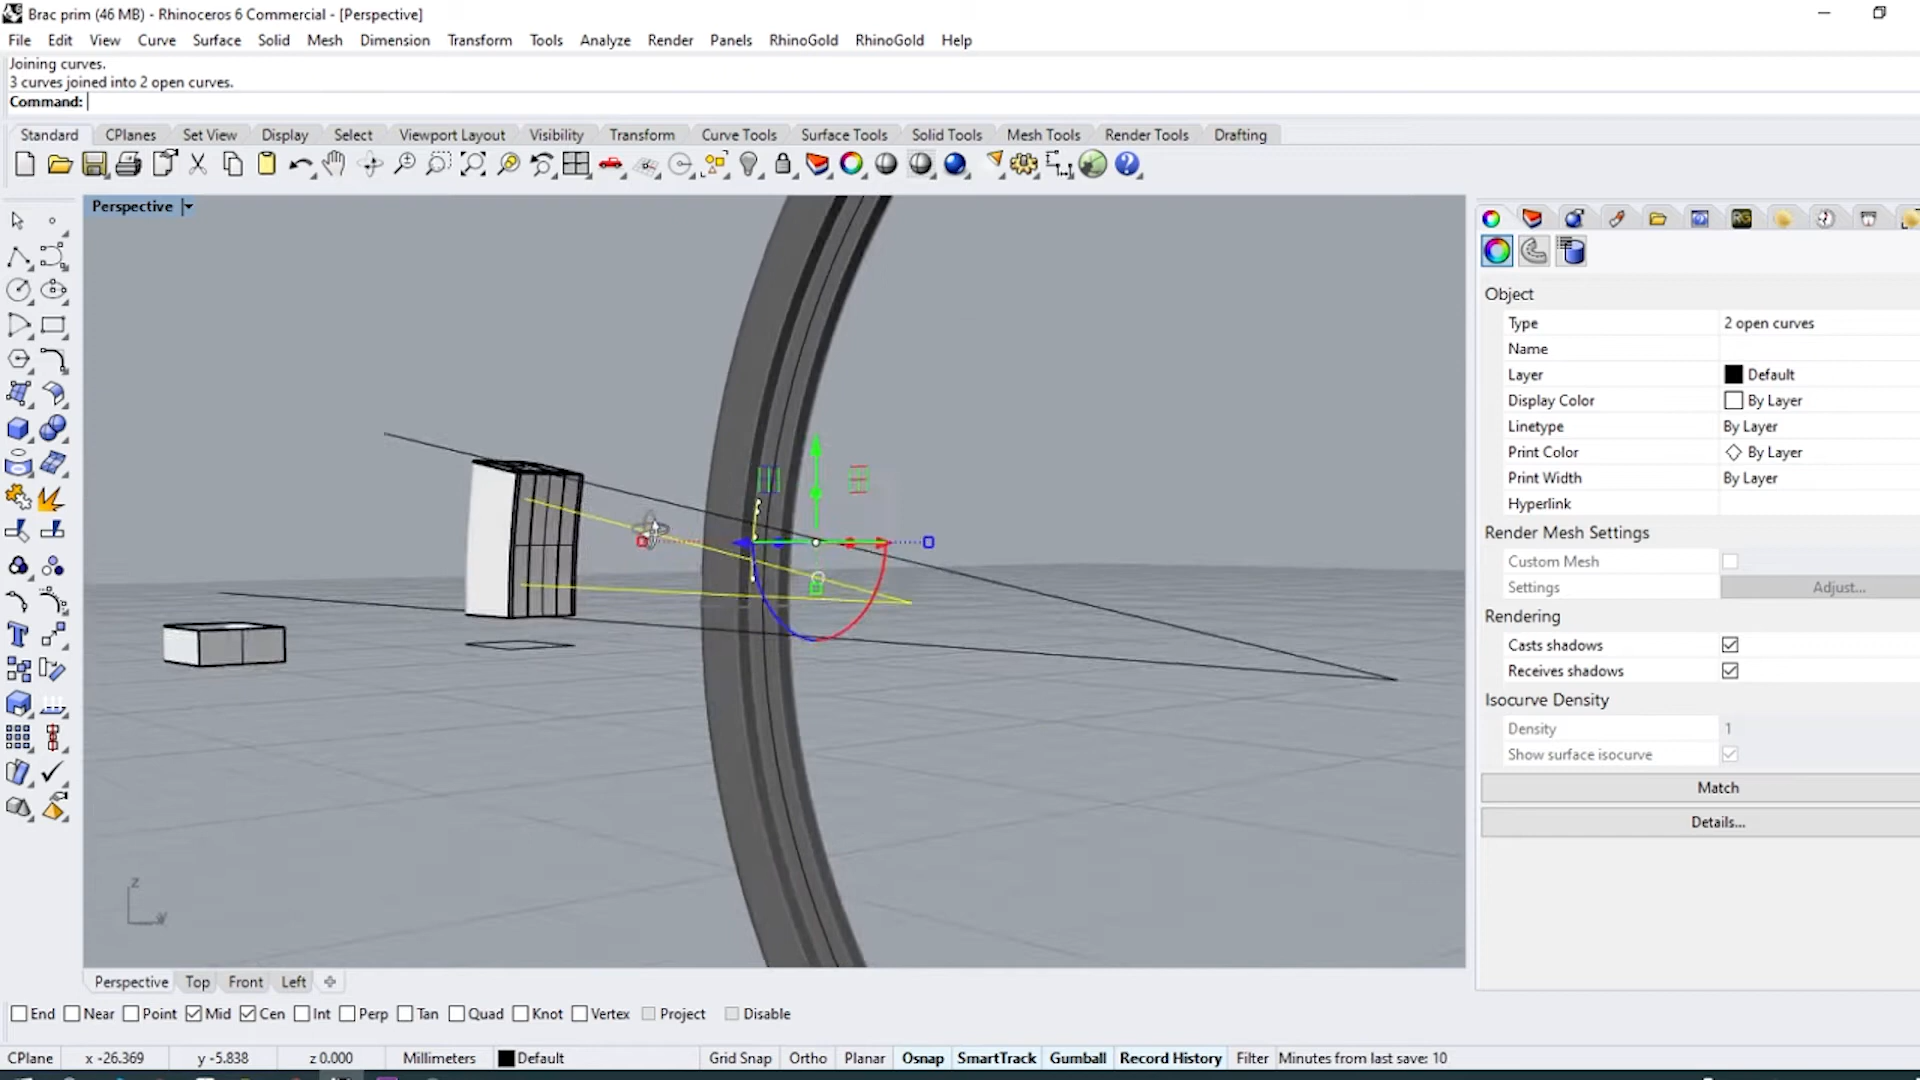 Brac prim (46 MB) - Rhinoceros 6 Commercial - [Perspective]
File Edit View Curve Surface Solid Mesh Dimension Transform Tools Analyze Render Panels RhinoGold RhinoGold Help
Joining curves.
3 curves joined into 2 open curves.
Command:
Standard CPlanes Set View Display Select Viewport Layout Visibility Transform Curve Tools Surface Tools Solid Tools Mesh Tools Render Tools Drafting
Perspective
RG
Object
Type 2 open curves
Name
Layer Default
Display Color By Layer
Linetype By Layer
Print Color By Layer
Print Width By Layer
Hyperlink
Render Mesh Settings
Custom Mesh
Settings Adjust...
Rendering
Casts shadows
Receives shadows
Isocurve Density
Density 1
Show surface isocurve
Match
Details...
z
Perspective Top Front Left
End Near Point Mid Cen Int Perp Tan Quad Knot Vertex Project Disable
CPlane x -26.369 y -5.838 z 0.000 Millimeters Default Grid Snap Ortho Planar Osnap SmartTrack Gumball Record History Filter Minutes from last save: 10